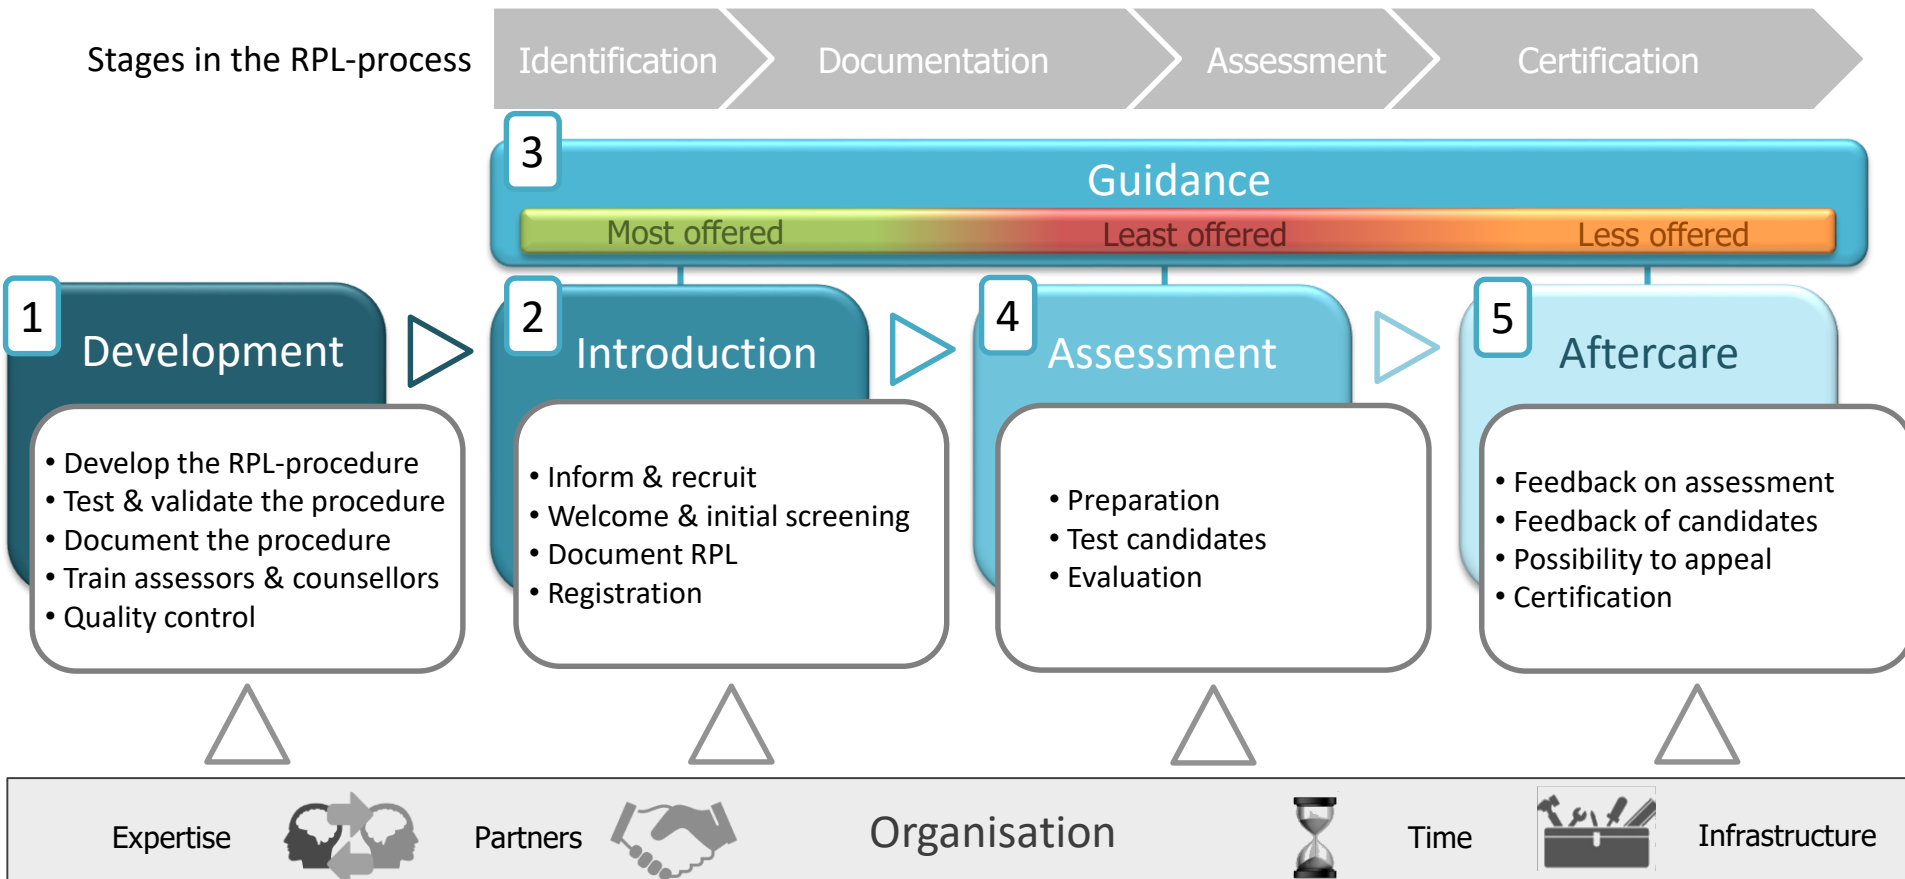 Stages in the RPL-process
Identification
Documentation
Assessment
Certification
3
Guidance
Most offered
Least offered
Less offered
1
Development
• Develop the RPL-procedure
• Test & validate the procedure
• Document the procedure
• Train assessors & counsellors
• Quality control
2
Introduction
• Inform & recruit
• Welcome & initial screening
• Document RPL
• Registration
4
Assessment
• Preparation
• Test candidates
• Evaluation
5
Aftercare
• Feedback on assessment
• Feedback of candidates
• Possibility to appeal
• Certification
Expertise
Partners
Organisation
Time
Infrastructure